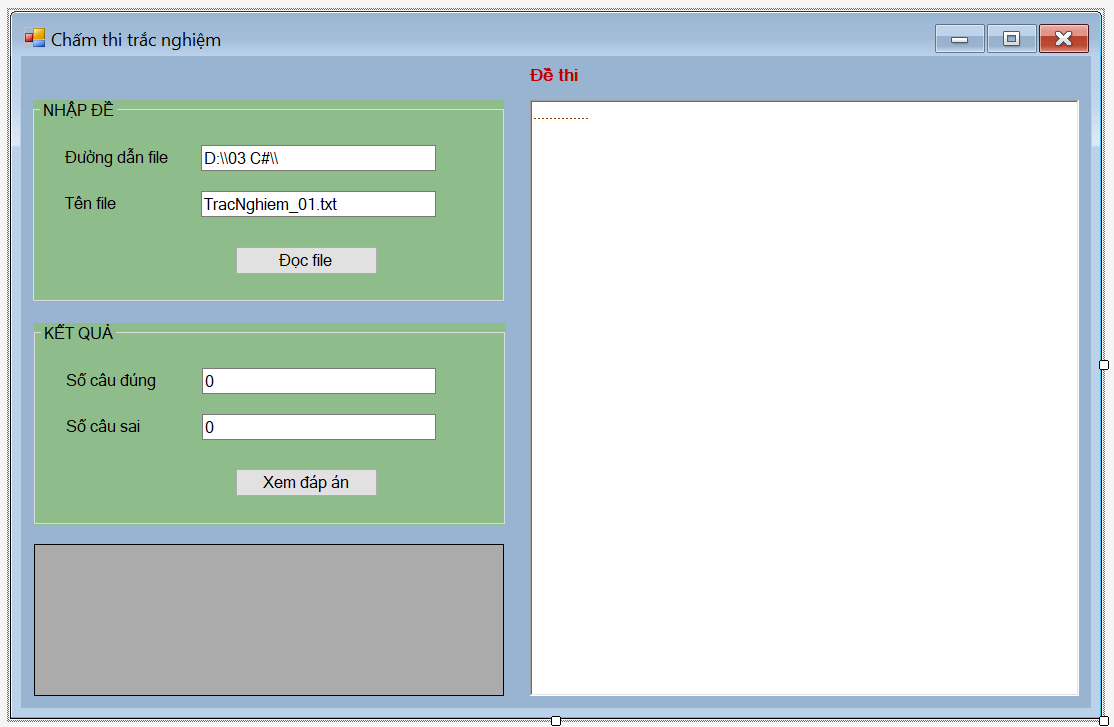 Chấm thi trắc nghiệm
Đề thi
NHẬP ĐỀ
Đường dẫn file D:\\03 C#\\
Tên file TracNghiem_01.txt
Đọc file
KẾT QUẢ
Số câu đúng 0
Số câu sai 0
Xem đáp án
.............